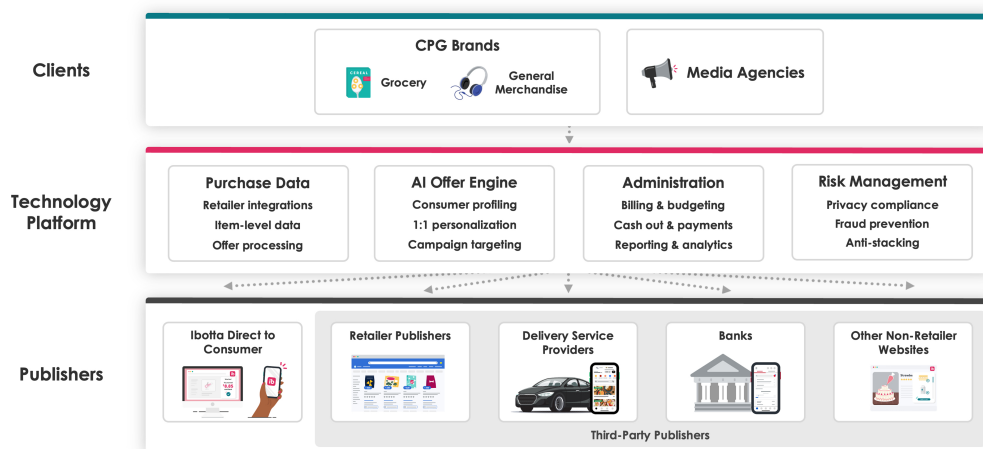 Clients
CPG Brands
CEREAL
Grocery
General
Merchandise
Media Agencies
Technology
Platform
Purchase Data
Retailer integrations
Item-level data
Offer processing
AI Offer Engine
Consumer profiling
1:1 personalization
Campaign targeting
Administration
Billing & budgeting
Cash out & payments
Reporting & analytics
Risk Management
Privacy compliance
Fraud prevention
Anti-stacking
Publishers
Ibotta Direct to
Consumer
Retailer Publishers
Delivery Service
Providers
Banks
Other Non-Retailer
Websites
Third-Party Publishers